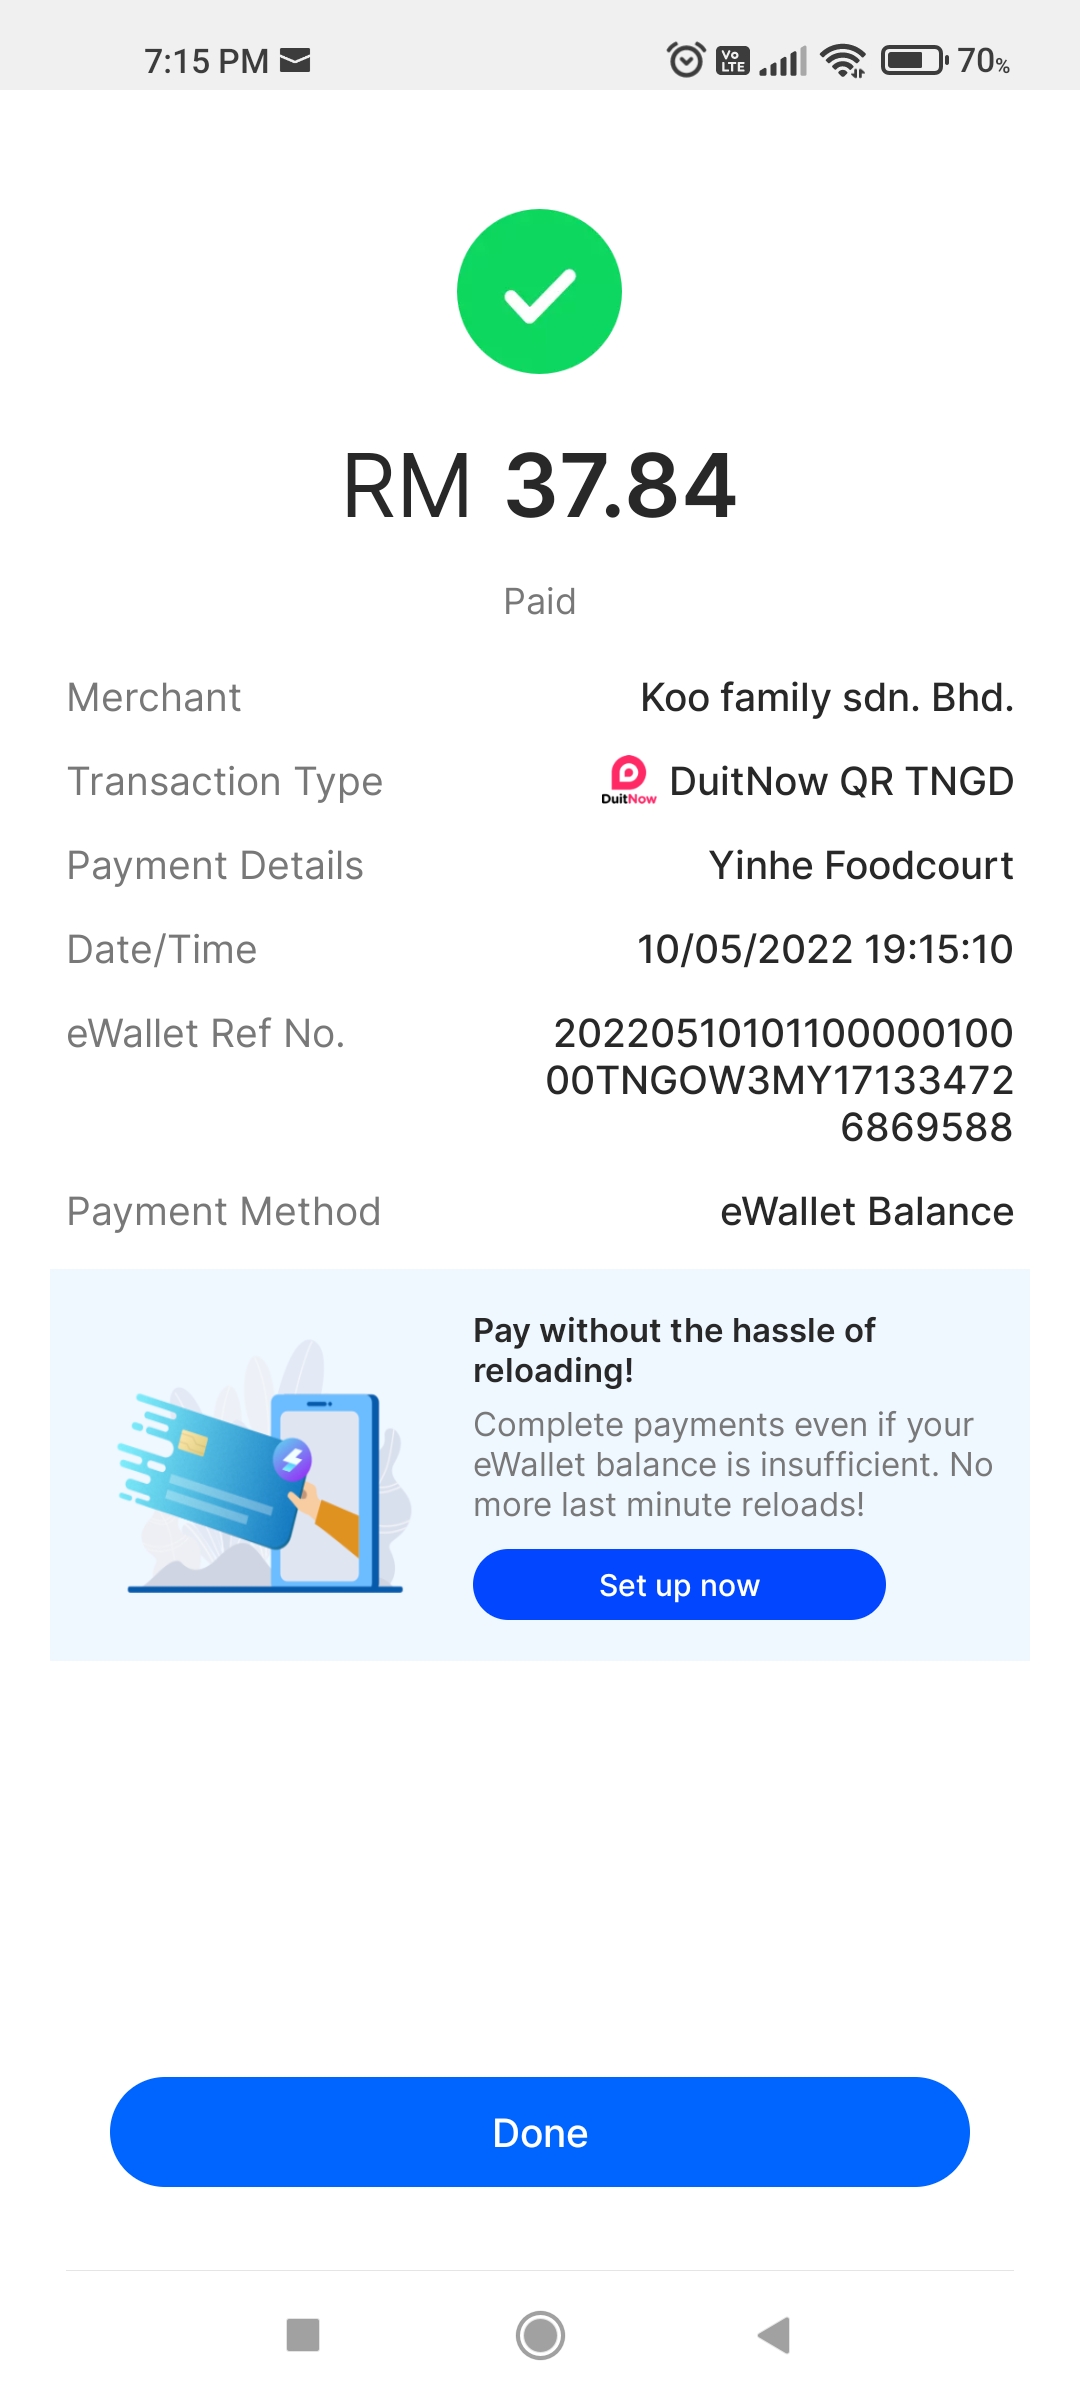 7:15 PM
Vo LTE
70%
RM 37.84
Paid
Merchant Koo family sdn. Bhd.
Transaction Type DuitNow DuitNow QR TNGD
Payment Details Yinhe Foodcourt
Date/Time 10/05/2022 19:15:10
eWallet Ref No. 20220510101100000100
00TNGOW3MY17133472
6869588
Payment Method eWallet Balance
Pay without the hassle of
reloading!
Complete payments even if your
eWallet balance is insufficient. No
more last minute reloads!
Set up now
Done